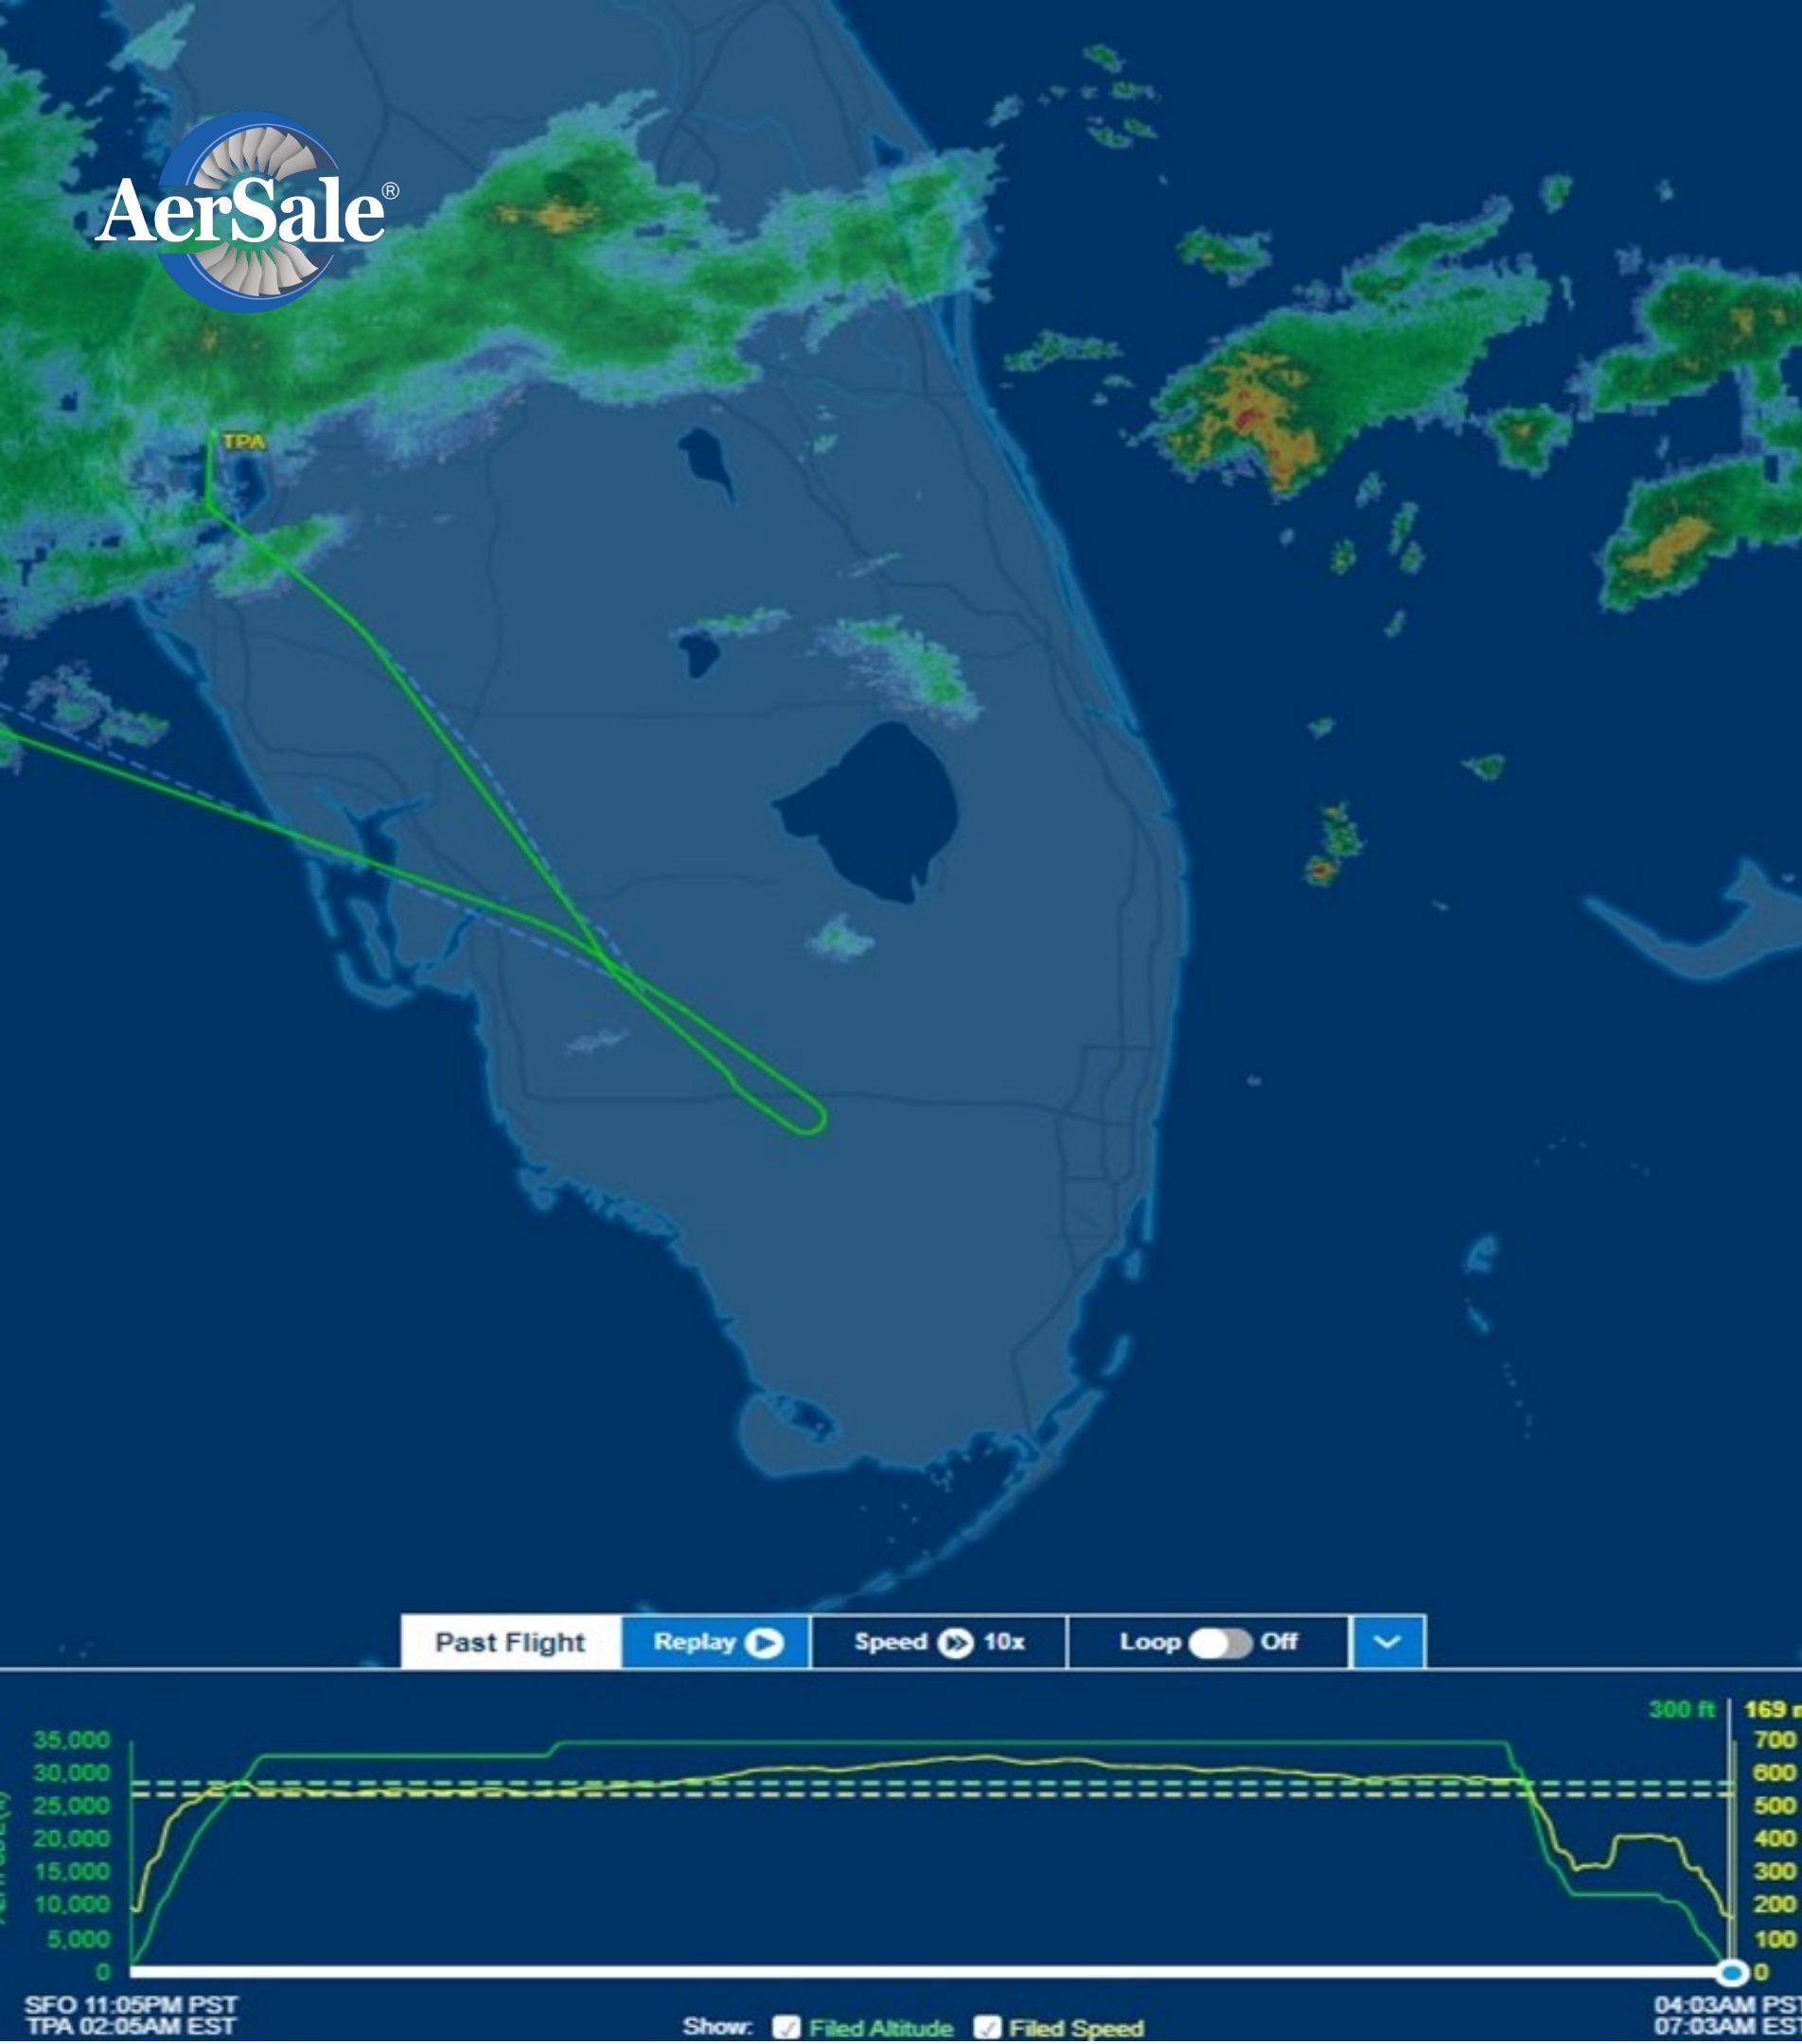 AerSale®
TPA
Past Flight
Replay
Speed 10x
Loop Off
300 ft
169
35,000
30,000
25,000
20,000
15,000
10,000
5,000
0
700
600
500
400
300
200
100
0
SFO 11:05PM PST
TPA 02:05AM EST
Show: Filed Altitude Filed Speed
04:03AM PST
07:03AM EST